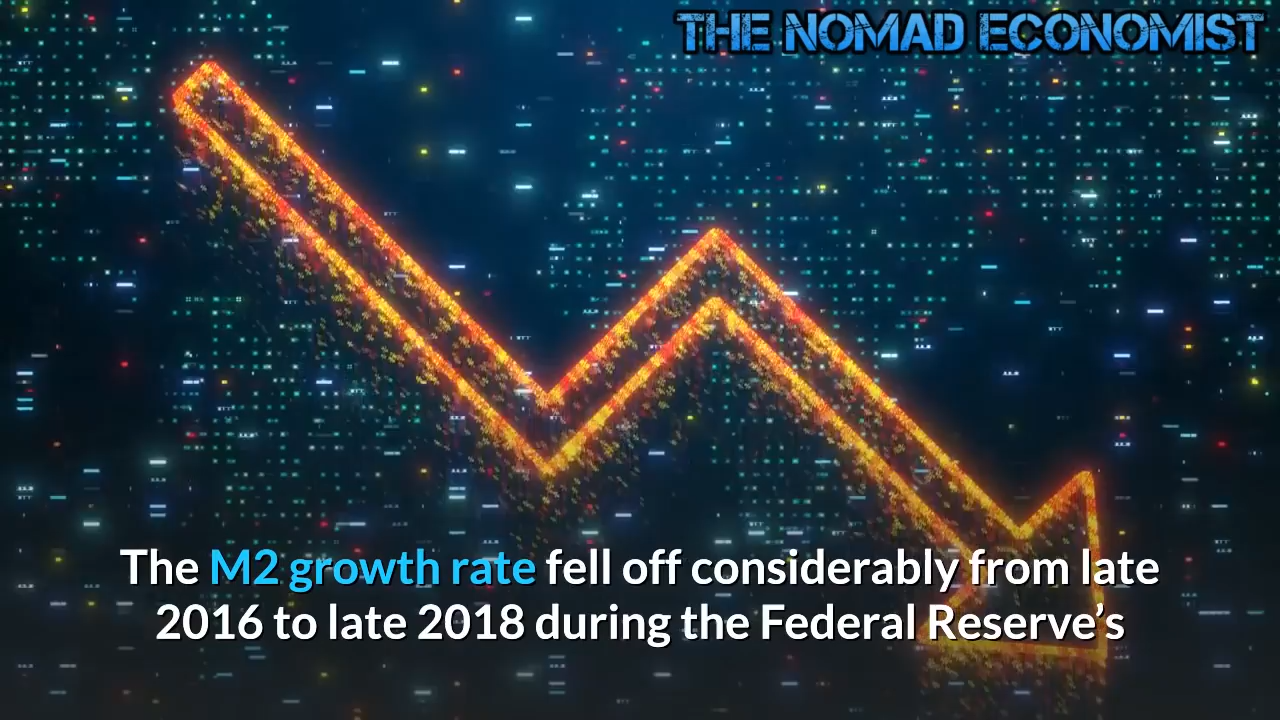 THE NOMAD ECONOMIST
The M2 growth rate fell off considerably from late
2016 to late 2018 during the Federal Reserve’s